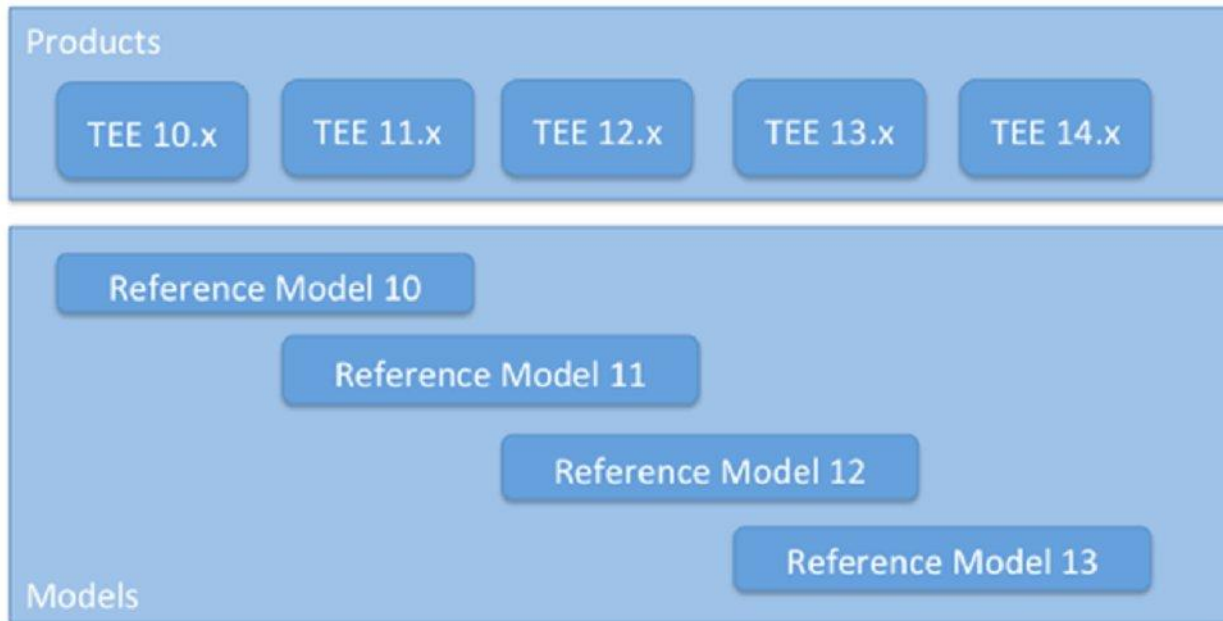 Products
TEE 10.x
TEE 11.x
TEE 12.x
TEE 13.x
TEE 14.x
Reference Model 10
Reference Model 11
Reference Model 12
Reference Model 13
Models